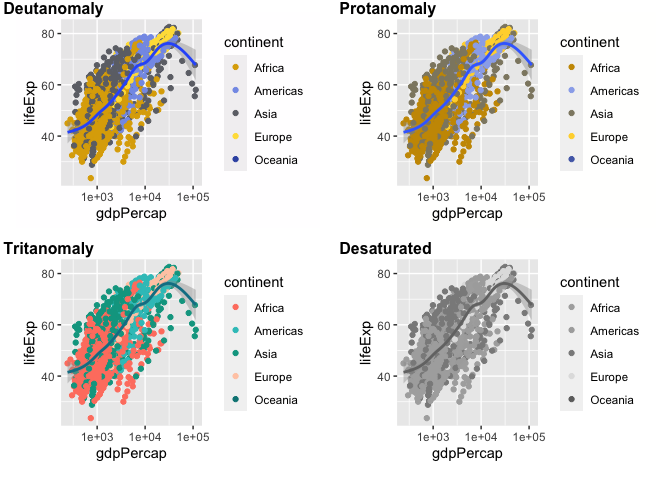 Deutanomaly
80
60
40
lifeExp
1e+03 1e+04 1e+05
gdpPercap
continent
Africa
Americas
Asia
Europe
Oceania
Protanomaly
80
60
40
lifeExp
1e+03 1e+04 1e+05
gdpPercap
continent
Africa
Americas
Asia
Europe
Oceania
Tritanomaly
80
60
40
lifeExp
1e+03 1e+04 1e+05
gdpPercap
continent
Africa
Americas
Asia
Europe
Oceania
Desaturated
80
60
40
lifeExp
1e+03 1e+04 1e+05
gdpPercap
continent
Africa
Americas
Asia
Europe
Oceania